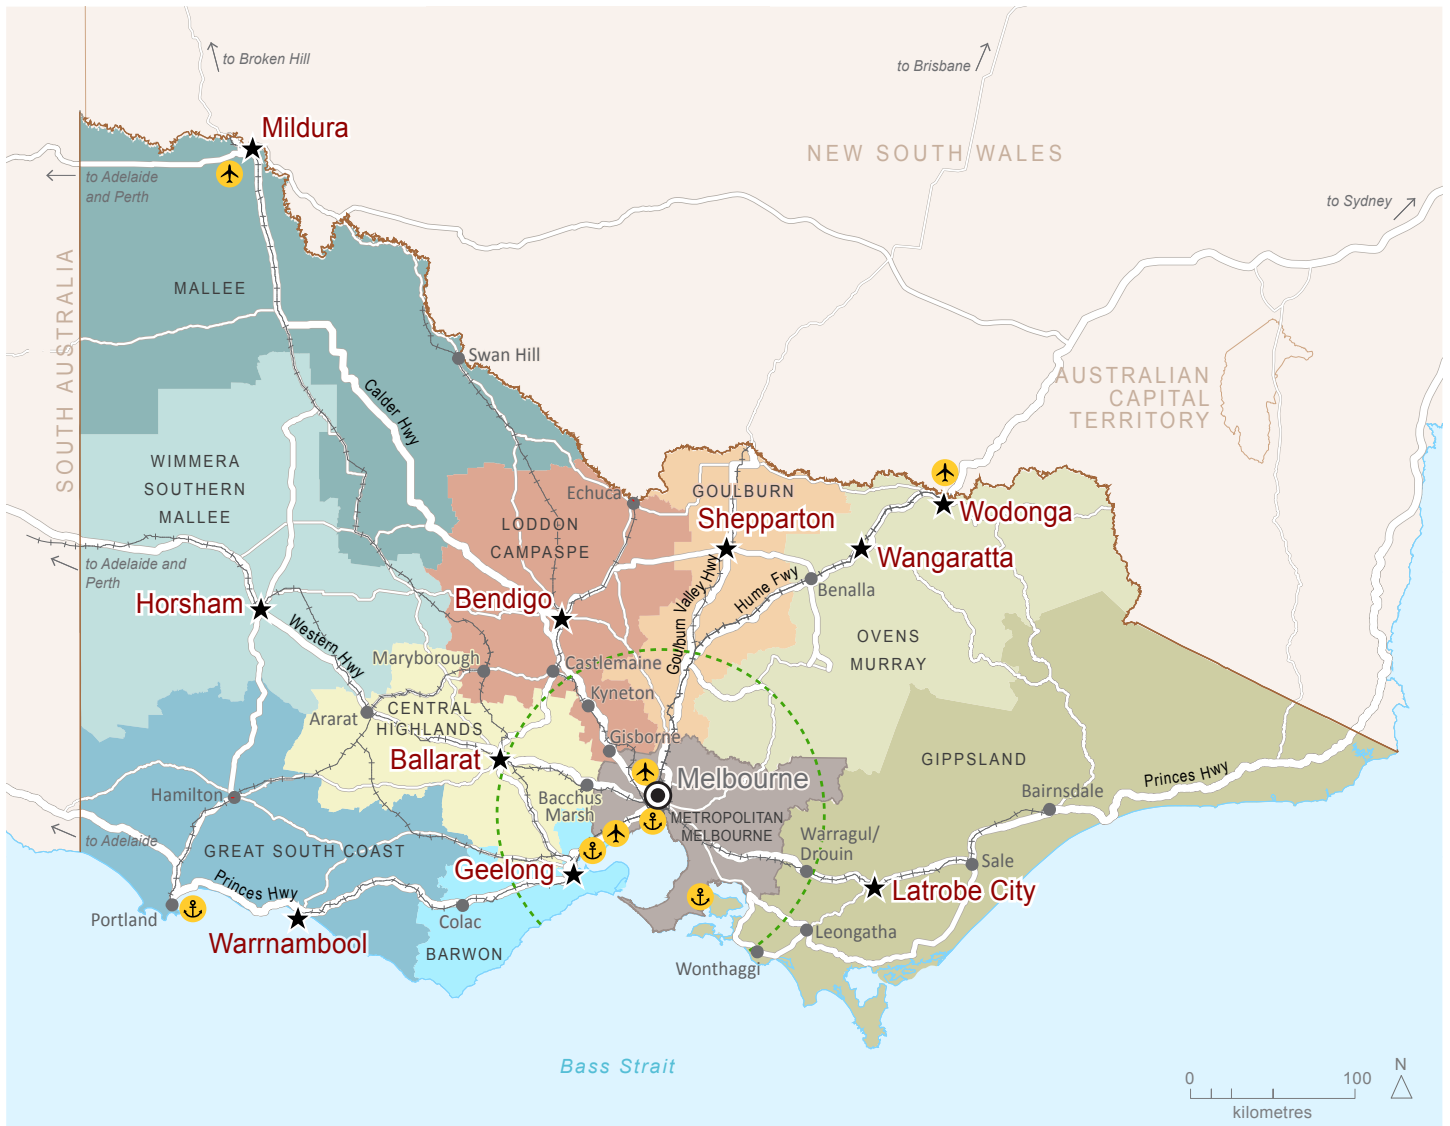 to Broken Hill
to Brisbane
Mildura
NEW SOUTH WALES
to Adelaide
and Perth
to Sydney
SOUTH AUSTRALIA
MALLEE
Swan Hill
AUSTRALIAN
CAPITAL
TERRITORY
Calder Hwy
WIMMERA
SOUTHERN
MALLEE
Echuca
GOULBURN
LODDON
CAMPASPE
Shepparton
Wodonga
Wangaratta
to Adelaide and
Perth
Horsham
Bendigo
Goulburn Valley Hwy
Hume Fwy
Benalla
Western Hwy
OVENS
MURRAY
Maryborough
Castlemaine
Kyneton
Ararat
CENTRAL
HIGHLANDS
Gisborne
Ballarat
Melbourne
GIPPSLAND
Princes Hwy
Hamilton
Bacchus
Marsh
METROPOLITAN
MELBOURNE
Bairnsdale
to Adelaide
GREAT SOUTH COAST
Warragul/
Drouin
Geelong
Sale
Princes Hwy
Latrobe City
Portland
Colac
Warrnambool
Leongatha
BARWON
Wonthaggi
Bass Strait
N
0
100
kilometres